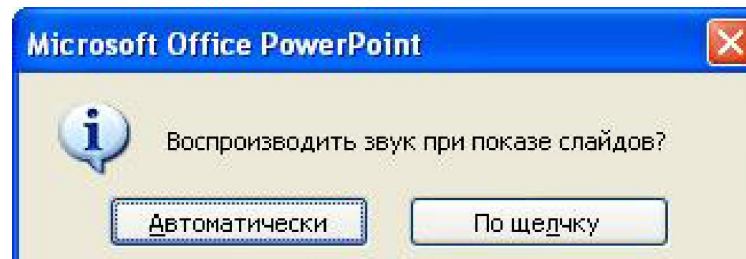 Microsoft Office PowerPoint
Воспроизводить звук при показе слайдов?
Автоматически По щелчку